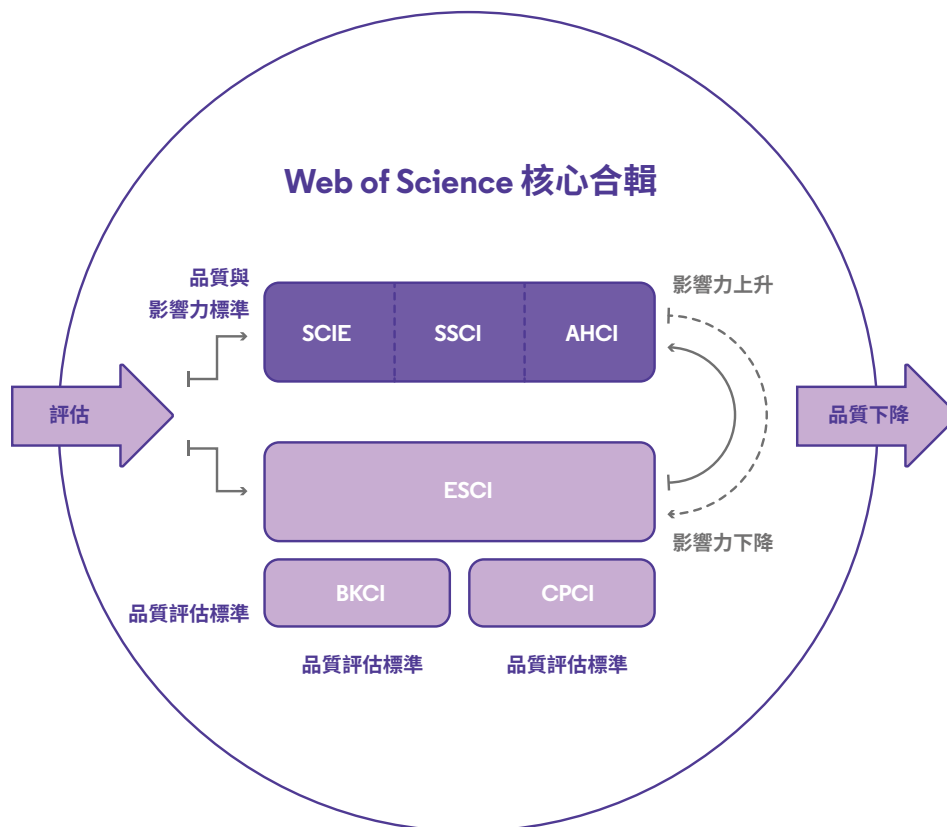 Web of Science 核心合輯
品質與
影響力標準
SCIE
SSCI
AHCI
影響力上升
評估
品質下降
ESCI
影響力下降
BKCI
CPCI
品質評估標準
品質評估標準
品質評估標準